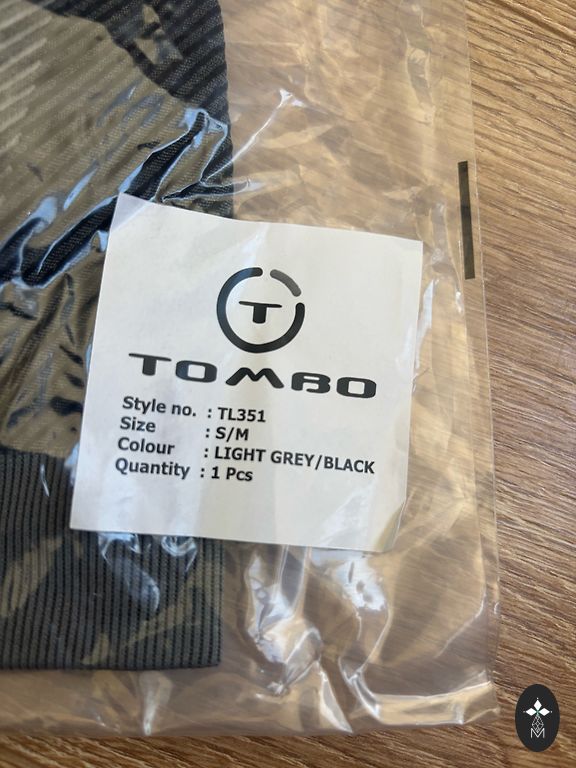 T
TOMBO
Style no. : TL351
Size : S/M
Colour : LIGHT GREY/BLACK
Quantity : 1 Pcs
M